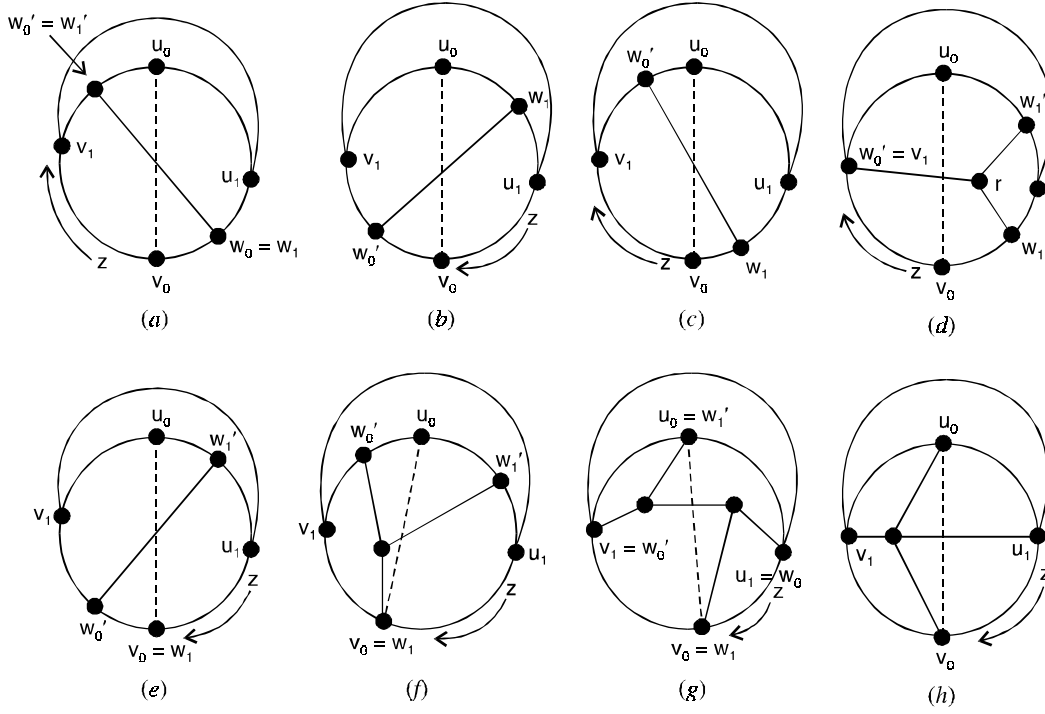 w₀′ = w₁′
u₀
v₁
u₁
z
w₀ = w₁
v₀
(a)
u₀
w₁
v₁
u₁
z
w₀′
v₀
(b)
w₀′
u₀
v₁
u₁
z
w₁
v₀
(c)
u₀
w₁′
w₀′ = v₁
r
z
w₁
v₀
(d)
u₀
w₁′
v₁
u₁
z
w₀′
v₀ = w₁
(e)
w₀′
u₀
w₁′
v₁
u₁
z
v₀ = w₁
(f)
u₀ = w₁′
v₁ = w₀′
u₁ = w₀
z
v₀ = w₁
(g)
u₀
v₁
u₁
z
v₀
(h)